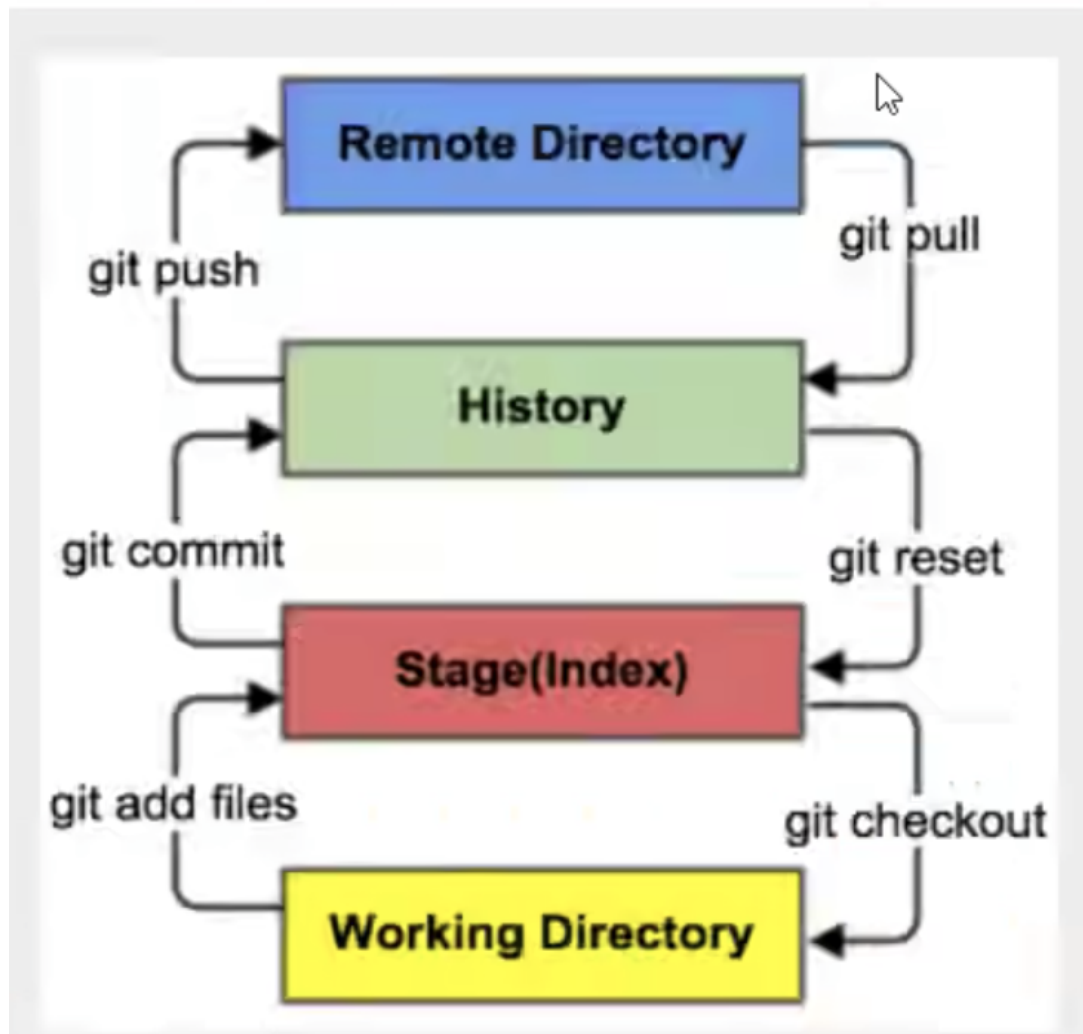 Remote Directory
git pull
git push
History
git commit
git reset
Stage(Index)
git add files
git checkout
Working Directory